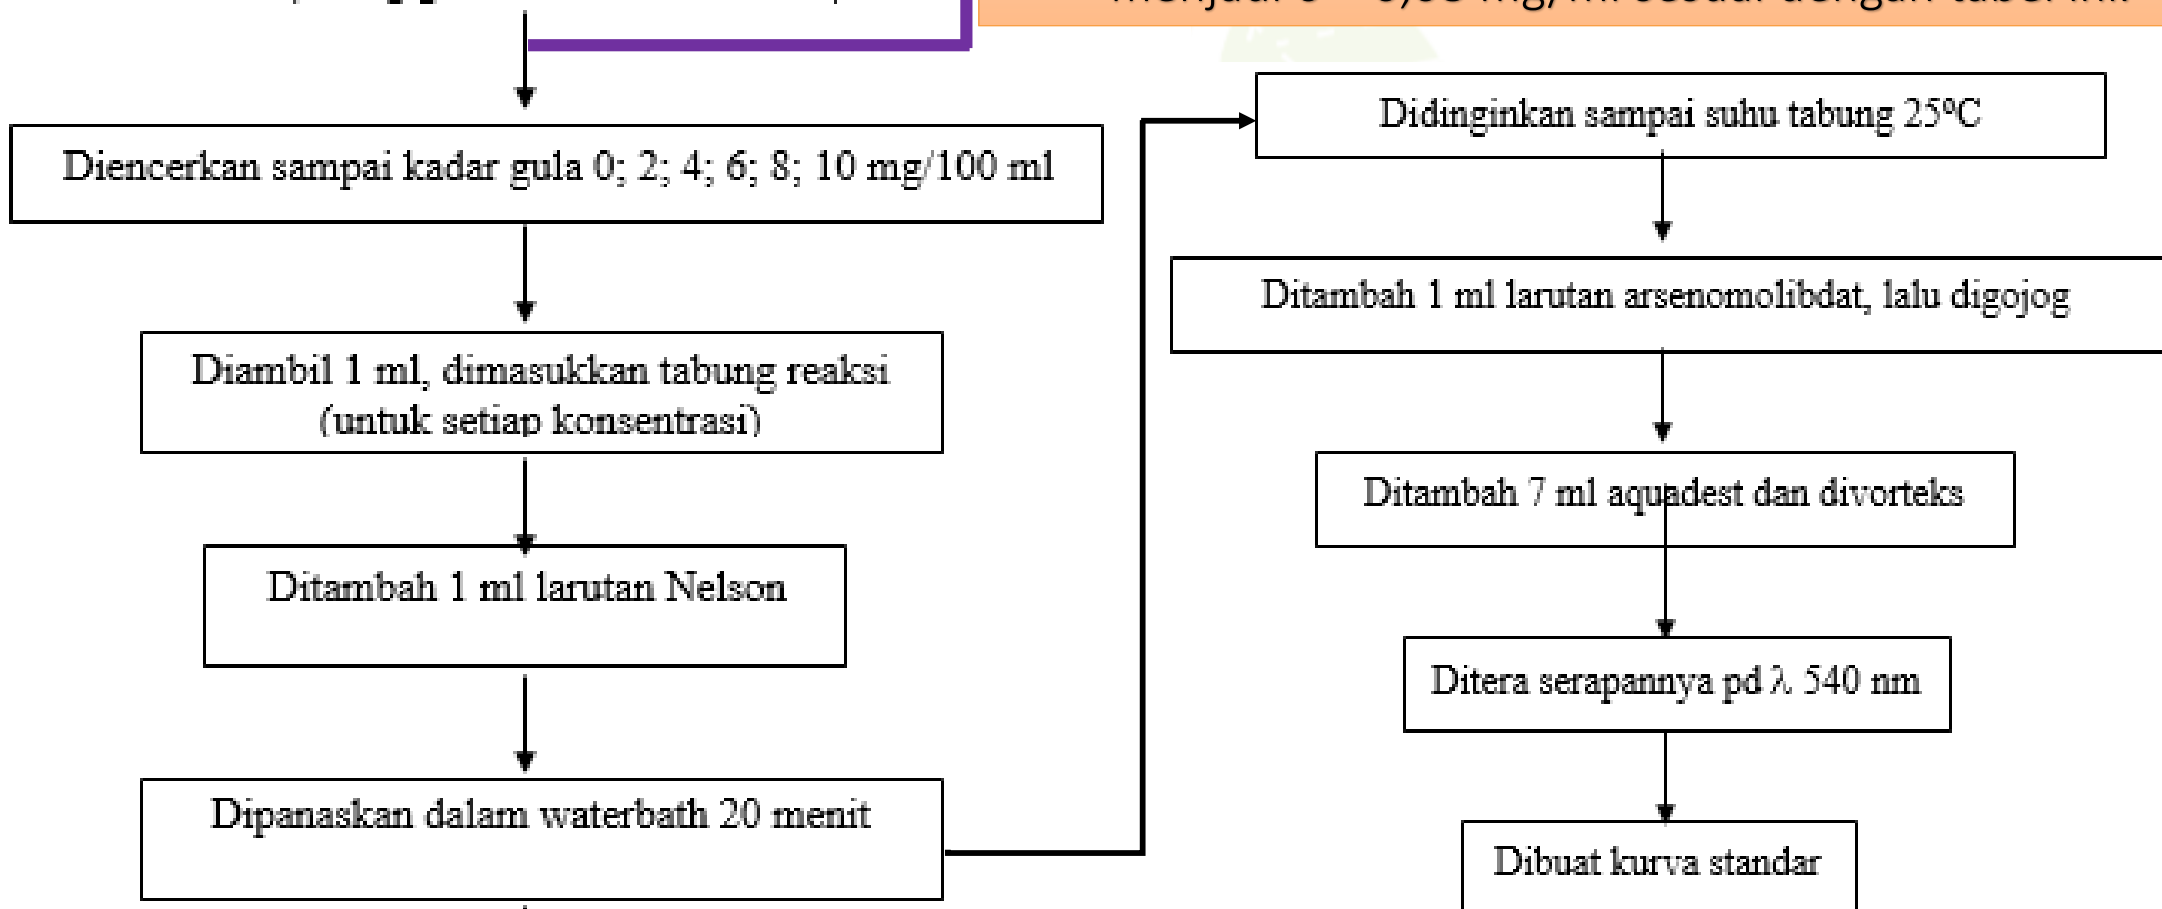 Diencerkan sampai kadar gula 0; 2; 4; 6; 8; 10 mg/100 ml
Diambil 1 ml, dimasukkan tabung reaksi
(untuk setiap konsentrasi)
Ditambah 1 ml larutan Nelson
Dipanaskan dalam waterbath 20 menit
Didinginkan sampai suhu tabung 25⁰C
Ditambah 1 ml larutan arsenomolibdat, lalu digojog
Ditambah 7 ml aquadest dan divorteks
Ditera serapannya pd λ 540 nm
Dibuat kurva standar